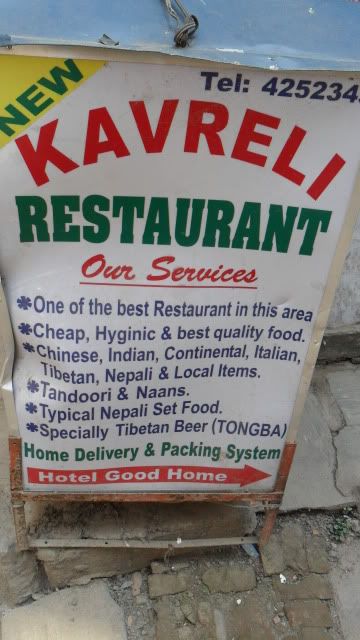 NEW
Tel: 4252345
KAVRELI
RESTAURANT
Our Services
*One of the best Restaurant in this area
*Cheap, Hyginic & best quality food.
*Chinese, Indian, Continental, Italian,
Tibetan, Nepali & Local Items.
*Tandoori & Naans.
*Typical Nepali Set Food.
*Specially Tibetan Beer (TONGBA)
Home Delivery & Packing System
Hotel Good Home